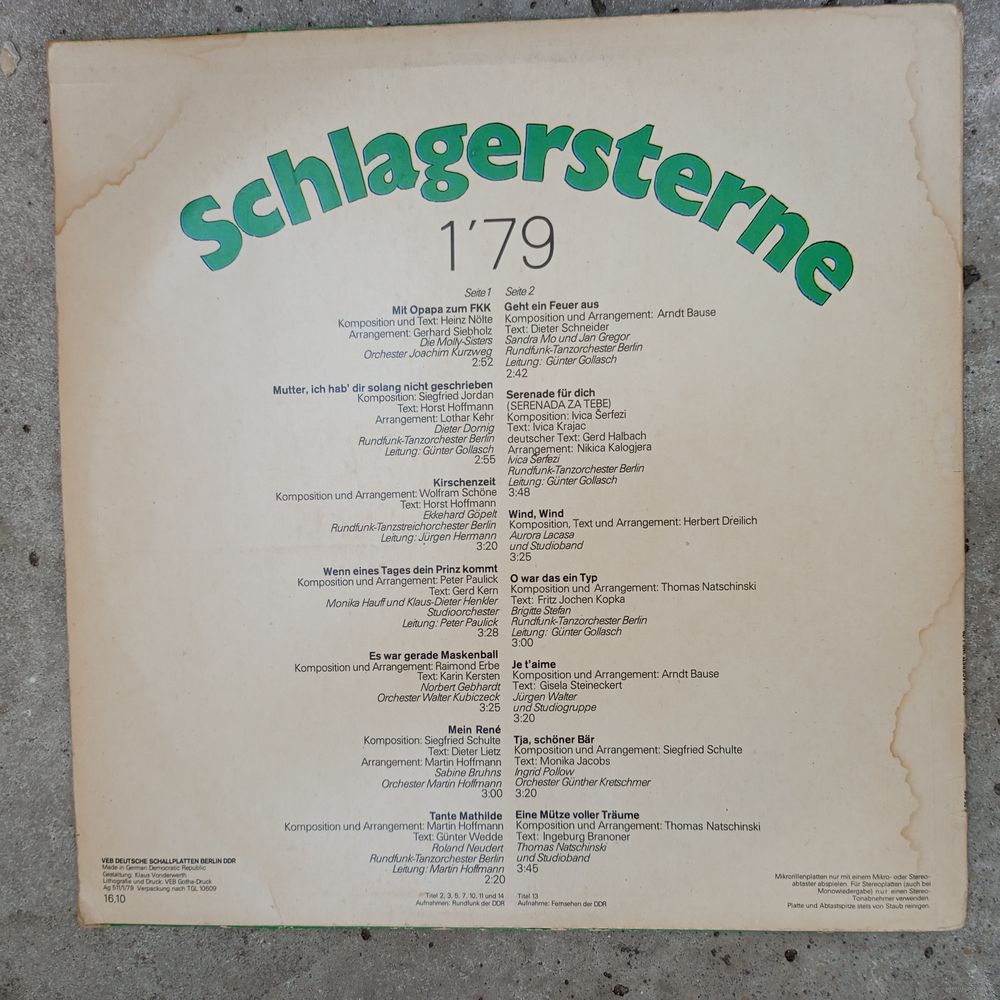 Schlagersterne
1'79
Seite 1
Mit Opapa zum FKK
Komposition und Text: Heinz Nölte
Arrangement: Gerhard Siebholz
Die Molly-Sisters
Orchester Joachim Kurzweg
2:52
Mutter, ich hab' dir solang nicht geschrieben
Komposition: Siegfried Jordan
Text: Horst Hoffmann
Arrangement: Lothar Kehr
Dieter Dornig
Rundfunk-Tanzorchester Berlin
Leitung: Günter Gollasch
2:55
Kirschenzeit
Komposition und Arrangement: Wolfram Schöne
Text: Horst Hoffmann
Ekkehard Göpelt
Rundfunk-Tanzstreichorchester Berlin
Leitung: Jürgen Hermann
3:20
Wenn eines Tages dein Prinz kommt
Komposition und Arrangement: Peter Paulick
Text: Gerd Kern
Monika Hauff und Klaus-Dieter Henkler
Studioorchester
Leitung: Peter Paulick
3:28
Es war gerade Maskenball
Komposition und Arrangement: Raimond Erbe
Text: Karin Kersten
Norbert Gebhardt
Orchester Walter Kubiczeck
3:25
Mein René
Komposition: Siegfried Schulte
Text: Dieter Lietz
Arrangement: Martin Hoffmann
Sabine Bruhns
Orchester Martin Hoffmann
3:00
Tante Mathilde
Komposition und Arrangement: Martin Hoffmann
Text: Günter Wedde
Roland Neudert
Rundfunk-Tanzorchester Berlin
Leitung: Martin Hoffmann
2:20
Seite 2
Geht ein Feuer aus
Komposition und Arrangement: Arndt Bause
Text: Dieter Schneider
Sandra Mo und Jan Gregor
Rundfunk-Tanzorchester Berlin
Leitung: Günter Gollasch
2:42
Serenade für dich
(SERENADA ZA TEBE)
Komposition: Ivica Šerfezi
Text: Ivica Krajac
deutscher Text: Gerd Halbach
Arrangement: Nikica Kalogjera
Ivica Šerfezi
Rundfunk-Tanzorchester Berlin
Leitung: Günter Gollasch
3:48
Wind, Wind
Komposition, Text und Arrangement: Herbert Dreilich
Aurora Lacasa
und Studioband
3:25
O war das ein Typ
Komposition und Arrangement: Thomas Natschinski
Text: Fritz Jochen Kopka
Brigitte Stefan
Rundfunk-Tanzorchester Berlin
Leitung: Günter Gollasch
3:00
Je t'aime
Komposition und Arrangement: Arndt Bause
Text: Gisela Steineckert
Jürgen Walter
und Studiogruppe
3:20
Tja, schöner Bär
Komposition und Arrangement: Siegfried Schulte
Text: Monika Jacobs
Ingrid Pollow
Orchester Günther Kretschmer
3:20
Eine Mütze voller Träume
Komposition und Arrangement: Thomas Natschinski
Text: Ingeburg Branoner
Thomas Natschinski
und Studioband
3:45
VEB DEUTSCHE SCHALLPLATTEN BERLIN DDR
Made in German Democratic Republic
Gestaltung: Klaus Vonderwerth
Lithografie und Druck: VEB Gotha-Druck
Ag 511/1/79 Verpackung nach TGL 10609
16,10
Titel 2, 3, 5, 7, 10, 11 und 14
Aufnahmen: Rundfunk der DDR
Titel 13
Aufnahme: Fernsehen der DDR
Mikrorillenplatten nur mit einem Mikro- oder Stereo-
abtaster abspielen. Für Stereoplatten (auch bei
Monowiedergabe) nur einen Stereo-
Tonabnehmer verwenden.
Platte und Abtastspitze stets von Staub reinigen.